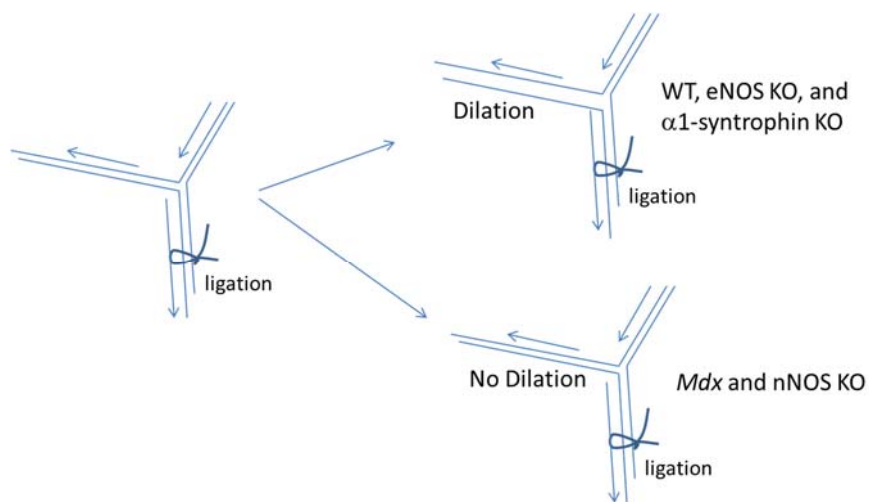 ligation
Dilation
WT, eNOS KO, and
α1-syntrophin KO
ligation
No Dilation
Mdx and nNOS KO
ligation